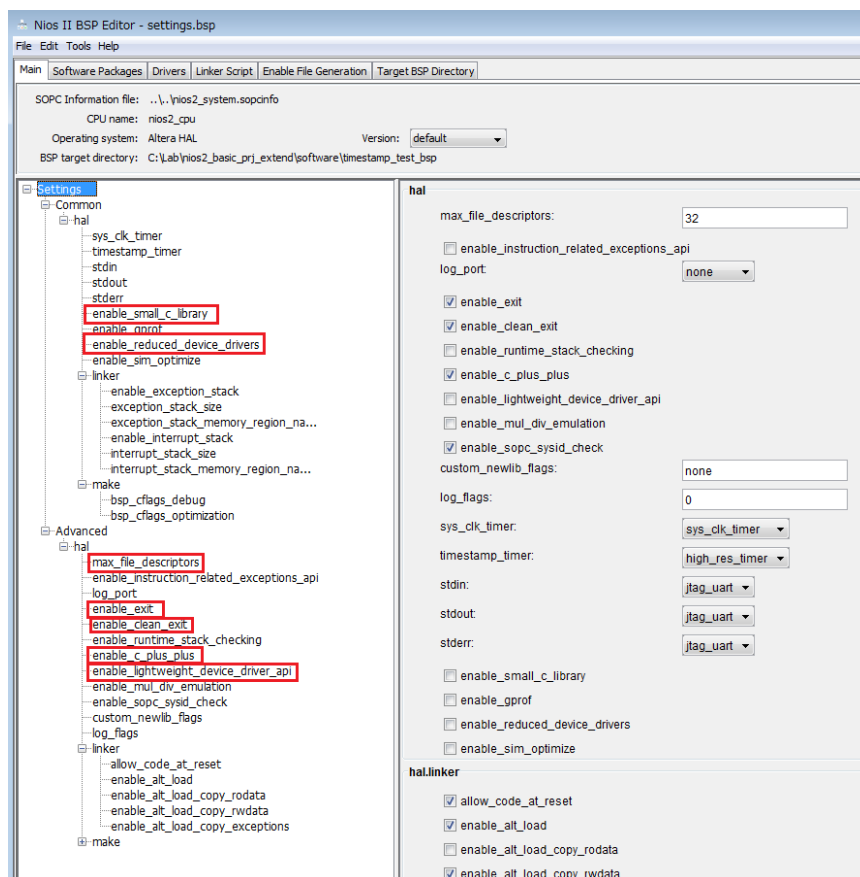 Nios II BSP Editor - settings.bsp
File Edit Tools Help
Main Software Packages Drivers Linker Script Enable File Generation Target BSP Directory
SOPC Information file: ..\..\nios2_system.sopcinfo
CPU name: nios2_cpu
Operating system: Altera HAL Version: default
BSP target directory: C:\Lab\nios2_basic_prj_extend\software\timestamp_test_bsp
Settings
Common
hal
sys_clk_timer
timestamp_timer
stdin
stdout
stderr
enable_small_c_library
enable_gprof
enable_reduced_device_drivers
enable_sim_optimize
linker
enable_exception_stack
exception_stack_size
exception_stack_memory_region_na...
enable_interrupt_stack
interrupt_stack_size
interrupt_stack_memory_region_na...
make
bsp_cflags_debug
bsp_cflags_optimization
Advanced
hal
max_file_descriptors
enable_instruction_related_exceptions_api
log_port
enable_exit
enable_clean_exit
enable_runtime_stack_checking
enable_c_plus_plus
enable_lightweight_device_driver_api
enable_mul_div_emulation
enable_sopc_sysid_check
custom_newlib_flags
log_flags
linker
allow_code_at_reset
enable_alt_load
enable_alt_load_copy_rodata
enable_alt_load_copy_rwdata
enable_alt_load_copy_exceptions
make
hal
max_file_descriptors: 32
enable_instruction_related_exceptions_api
log_port: none
enable_exit
enable_clean_exit
enable_runtime_stack_checking
enable_c_plus_plus
enable_lightweight_device_driver_api
enable_mul_div_emulation
enable_sopc_sysid_check
custom_newlib_flags: none
log_flags: 0
sys_clk_timer: sys_clk_timer
timestamp_timer: high_res_timer
stdin: jtag_uart
stdout: jtag_uart
stderr: jtag_uart
enable_small_c_library
enable_gprof
enable_reduced_device_drivers
enable_sim_optimize
hal.linker
allow_code_at_reset
enable_alt_load
enable_alt_load_copy_rodata
enable_alt_load_copy_rwdata